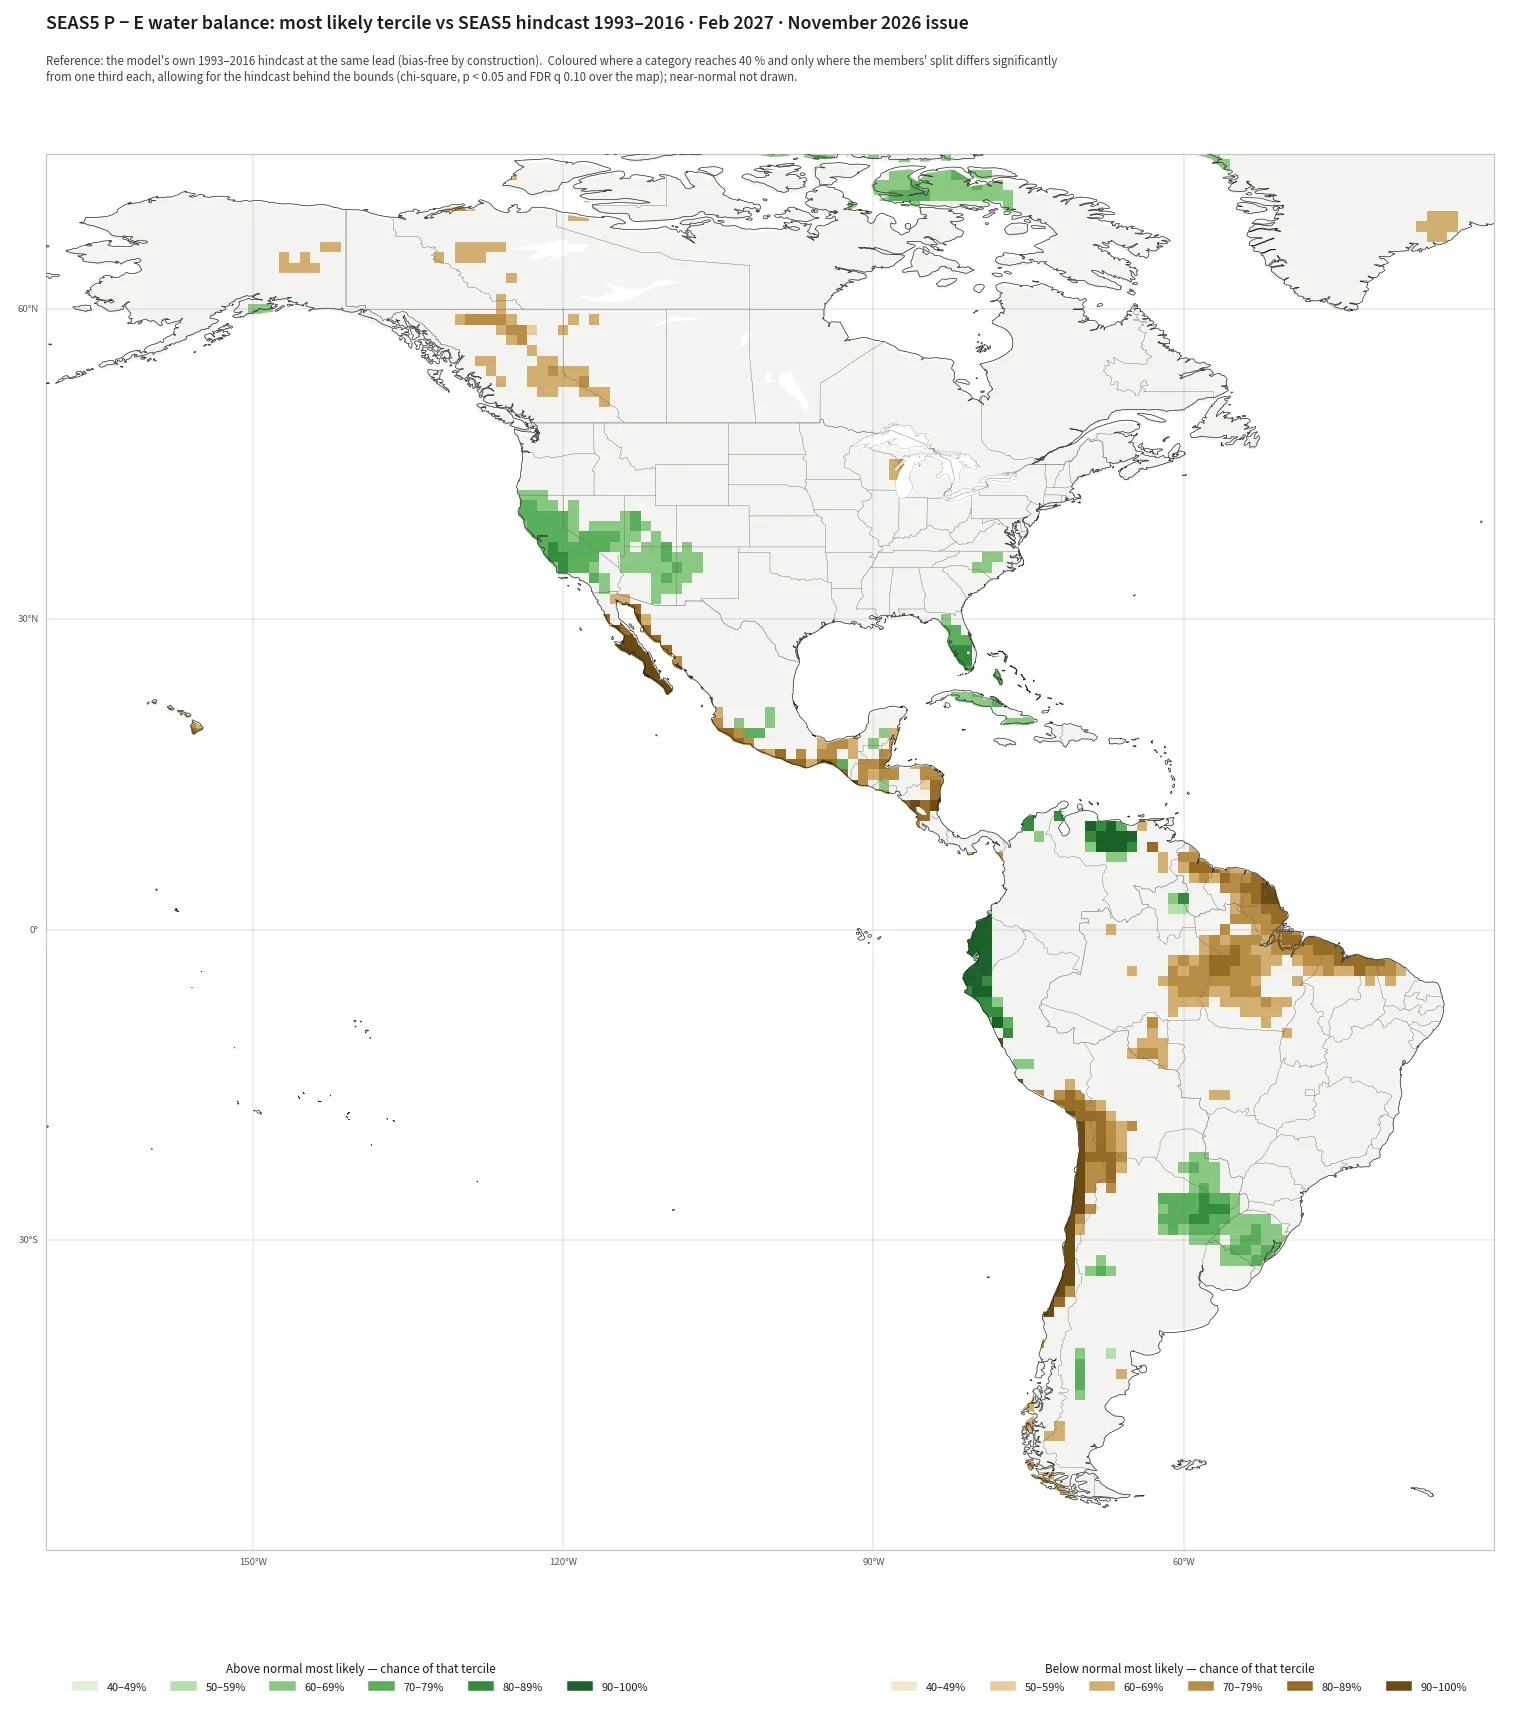 SEAS5 P − E water balance: most likely tercile vs SEAS5 hindcast 1993–2016 · Feb 2027 · November 2026 issue
Reference: the model's own 1993–2016 hindcast at the same lead (bias-free by construction). Coloured where a category reaches 40 % and only where the members' split differs significantly
from one third each, allowing for the hindcast behind the bounds (chi-square, p < 0.05 and FDR q 0.10 over the map); near-normal not drawn.
60°N
30°N
0°
30°S
150°W 120°W 90°W 60°W
Above normal most likely — chance of that tercile
40–49% 50–59% 60–69% 70–79% 80–89% 90–100%
Below normal most likely — chance of that tercile
40–49% 50–59% 60–69% 70–79% 80–89% 90–100%